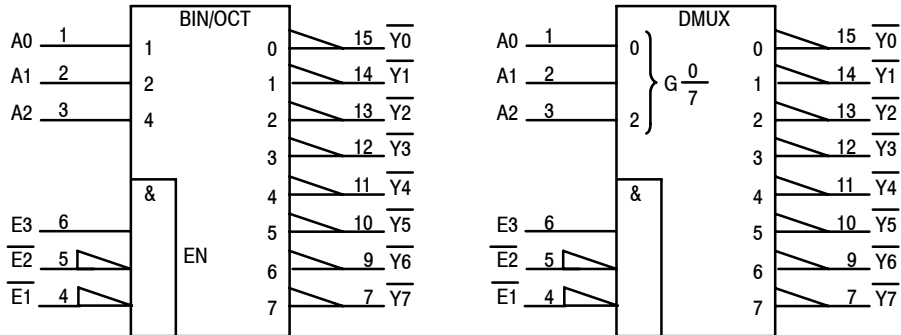 BIN/OCT
A0 1 1 0 15 Y0
A1 2 2 1 14 Y1
A2 3 4 2 13 Y2
3 12 Y3
& 4 11 Y4
E3 6 5 10 Y5
E2 5 EN 6 9 Y6
E1 4 7 7 Y7
DMUX
A0 1 0 0 15 Y0
A1 2 G 0/7 1 14 Y1
A2 3 2 2 13 Y2
3 12 Y3
& 4 11 Y4
E3 6 5 10 Y5
E2 5 6 9 Y6
E1 4 7 7 Y7